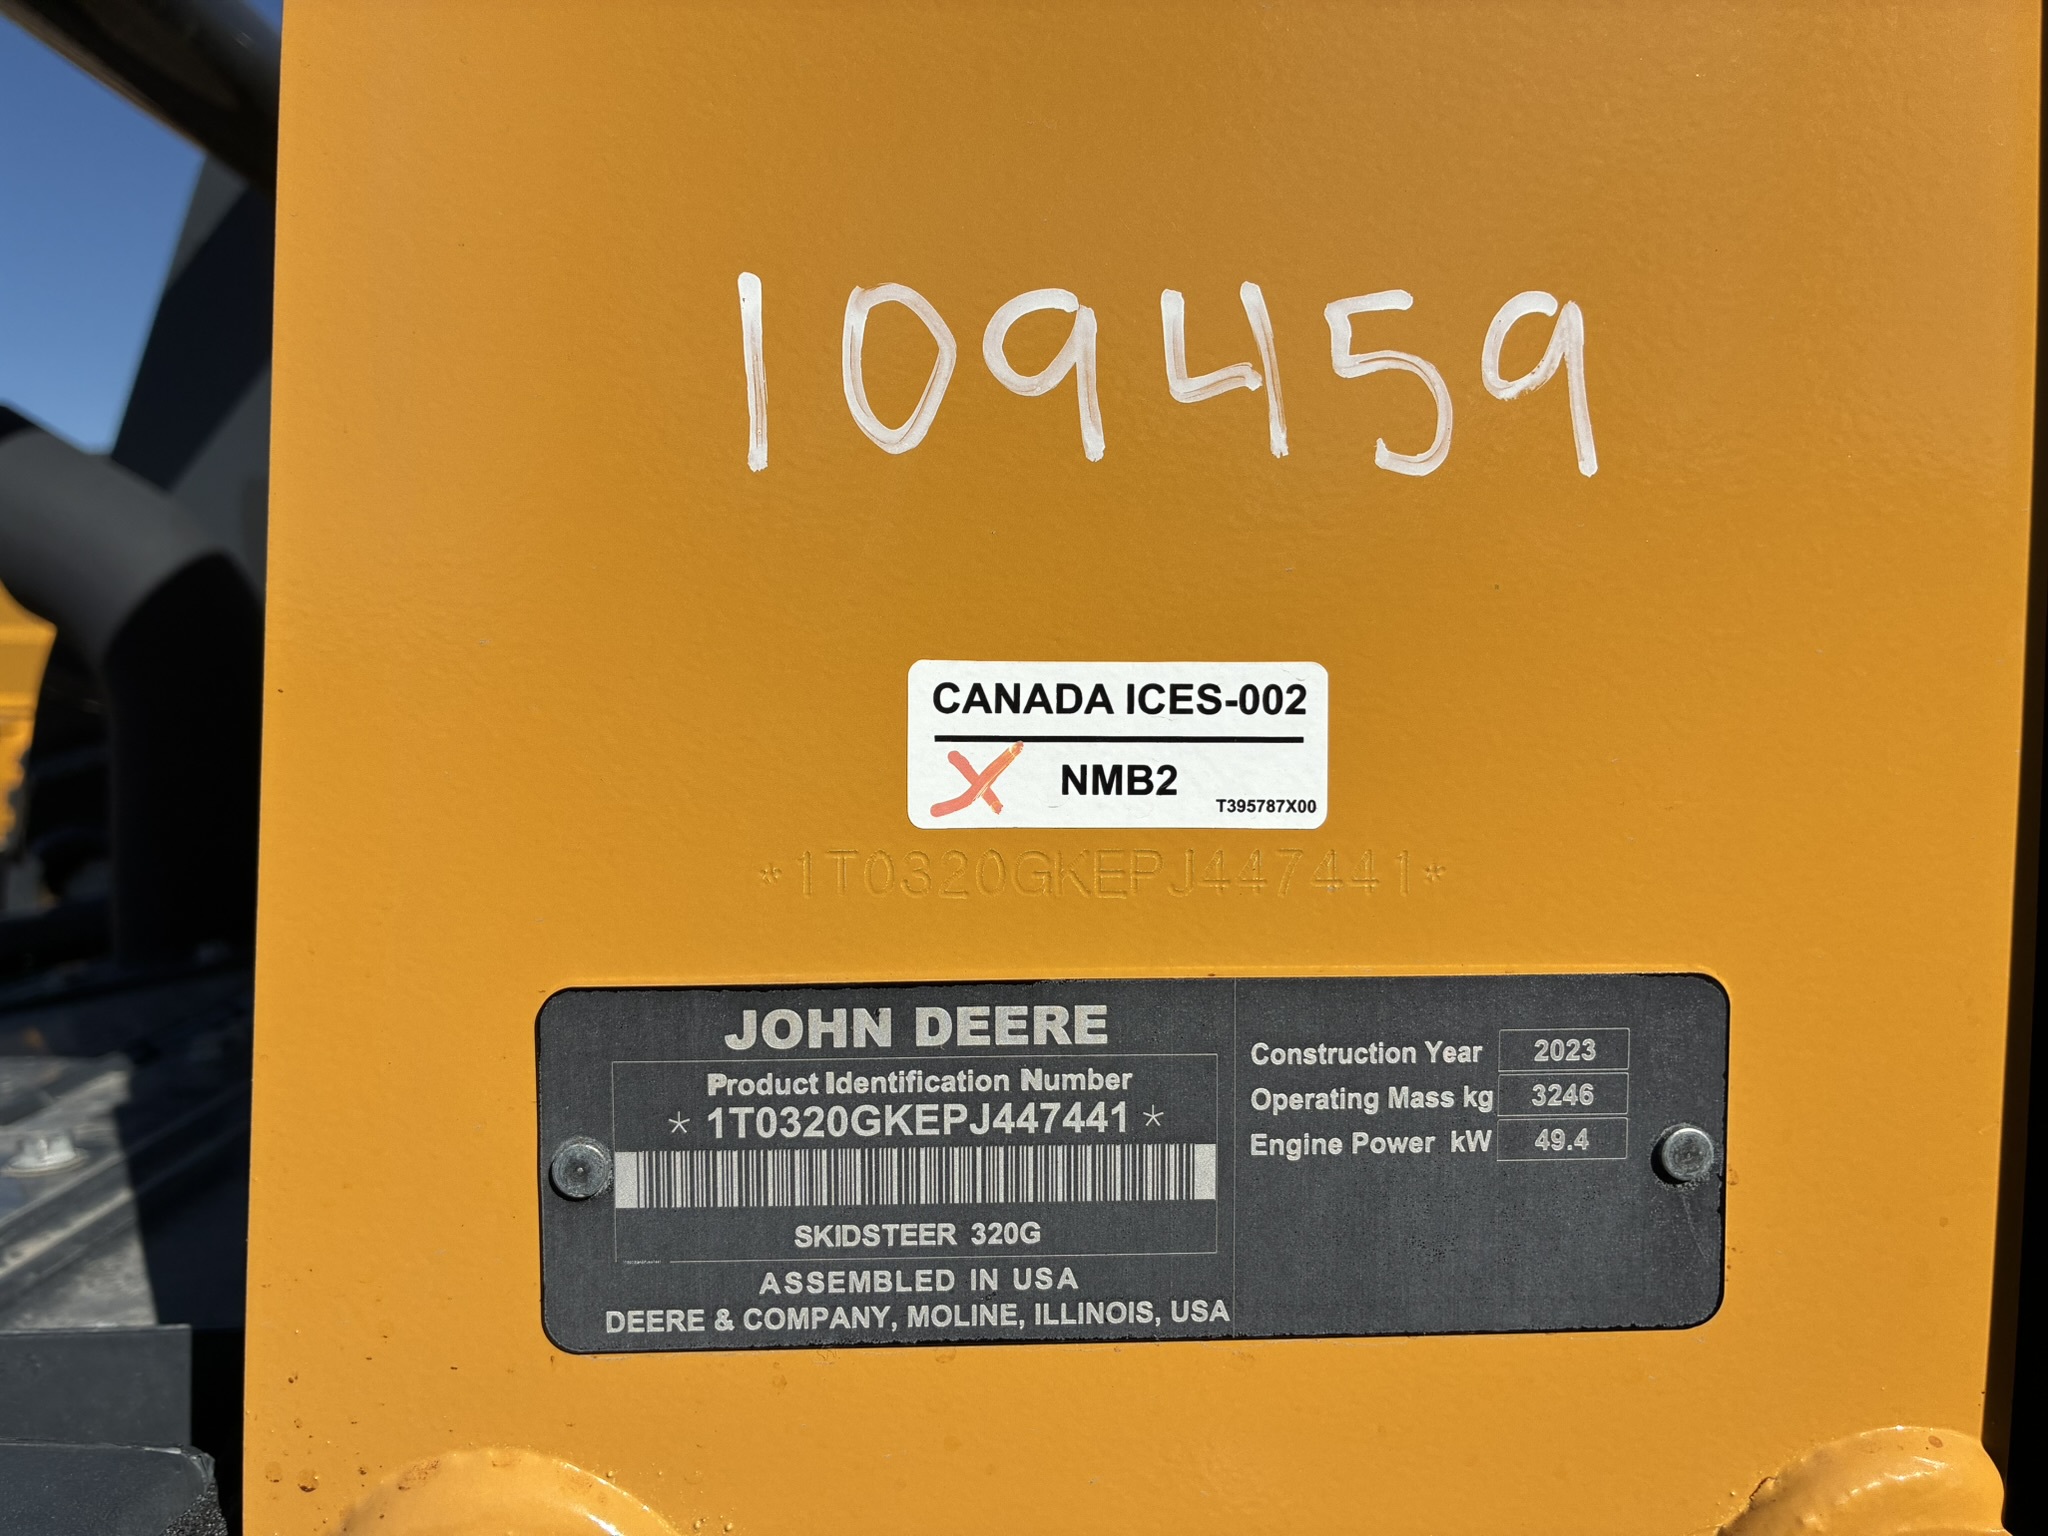 109459
CANADA ICES-002
X NMB2
T395787X00
*1T0320GKEPJ447441*
JOHN DEERE
Product Identification Number
* 1T0320GKEPJ447441 *
SKIDSTEER 320G
ASSEMBLED IN USA
DEERE & COMPANY, MOLINE, ILLINOIS, USA
Construction Year 2023
Operating Mass kg 3246
Engine Power kW 49.4